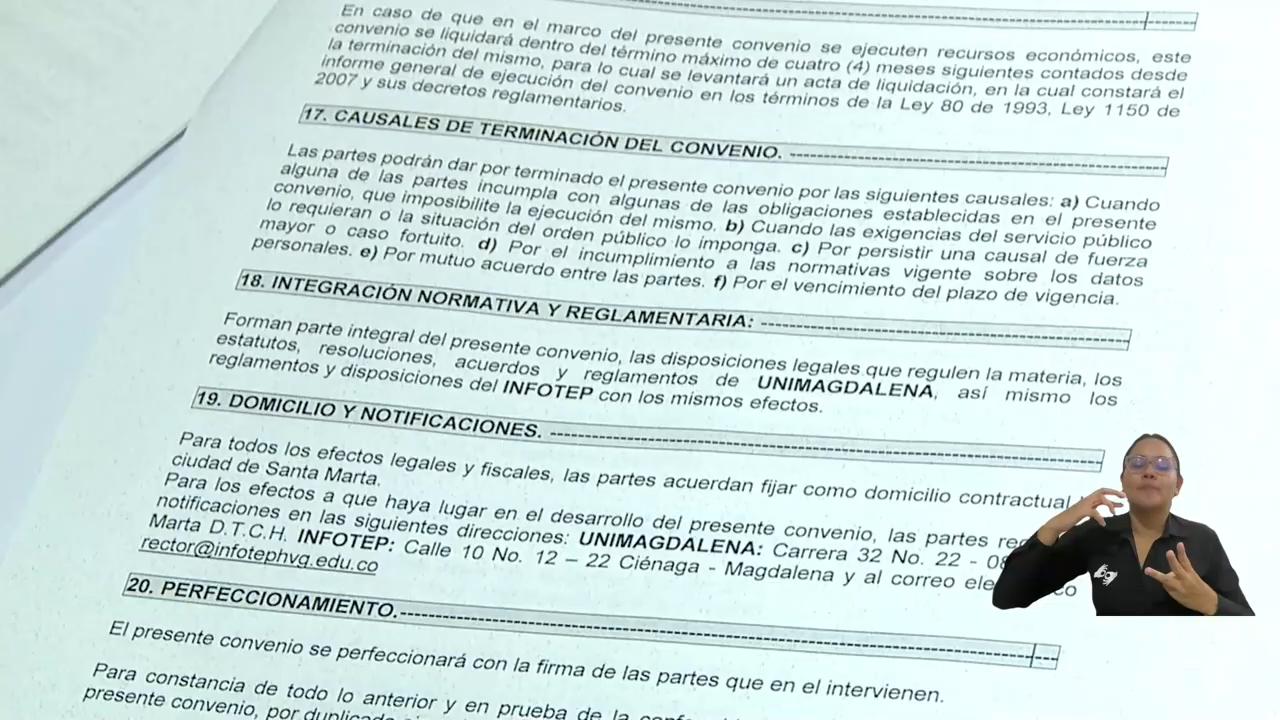 En caso de que en el marco del presente convenio se ejecuten recursos económicos, este
convenio se liquidará dentro del término máximo de cuatro (4) meses siguientes contados desde
la terminación del mismo, para lo cual se levantará un acta de liquidación, en la cual constará el
informe general de ejecución del convenio en los términos de la Ley 80 de 1993, Ley 1150 de
2007 y sus decretos reglamentarios.
17. CAUSALES DE TERMINACIÓN DEL CONVENIO.
Las partes podrán dar por terminado el presente convenio por las siguientes causales: a) Cuando
alguna de las partes incumpla con algunas de las obligaciones establecidas en el presente
convenio, que imposibilite la ejecución del mismo. b) Cuando las exigencias del servicio público
lo requieran o la situación del orden público lo imponga. c) Por persistir una causal de fuerza
mayor o caso fortuito. d) Por el incumplimiento a las normativas vigente sobre los datos
personales. e) Por mutuo acuerdo entre las partes. f) Por el vencimiento del plazo de vigencia.
18. INTEGRACIÓN NORMATIVA Y REGLAMENTARIA:
Forman parte integral del presente convenio, las disposiciones legales que regulen la materia, los
estatutos, resoluciones, acuerdos y reglamentos de UNIMAGDALENA, así mismo los
reglamentos y disposiciones del INFOTEP con los mismos efectos.
19. DOMICILIO Y NOTIFICACIONES.
Para todos los efectos legales y fiscales, las partes acuerdan fijar como domicilio contractual
ciudad de Santa Marta.
Para los efectos a que haya lugar en el desarrollo del presente convenio, las partes
notificaciones en las siguientes direcciones: UNIMAGDALENA: Carrera 32 No. 22 -
Marta D.T.C.H. INFOTEP: Calle 10 No. 12 – 22 Ciénaga - Magdalena y al correo
rector@infotephvg.edu.co
20. PERFECCIONAMIENTO.
El presente convenio se perfeccionará con la firma de las partes que en el intervienen.
Para constancia de todo lo anterior y en prueba de la
presente convenio, por duplicado